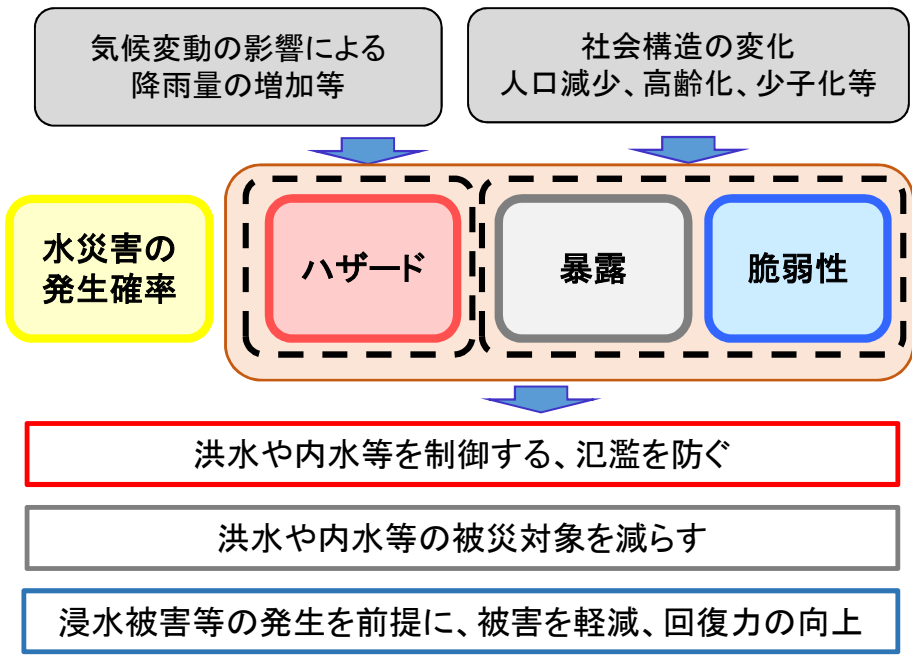 気候変動の影響による
降雨量の増加等
社会構造の変化
人口減少、高齢化、少子化等
水災害の
発生確率
ハザード
暴露
脆弱性
洪水や内水等を制御する、氾濫を防ぐ
洪水や内水等の被災対象を減らす
浸水被害等の発生を前提に、被害を軽減、回復力の向上